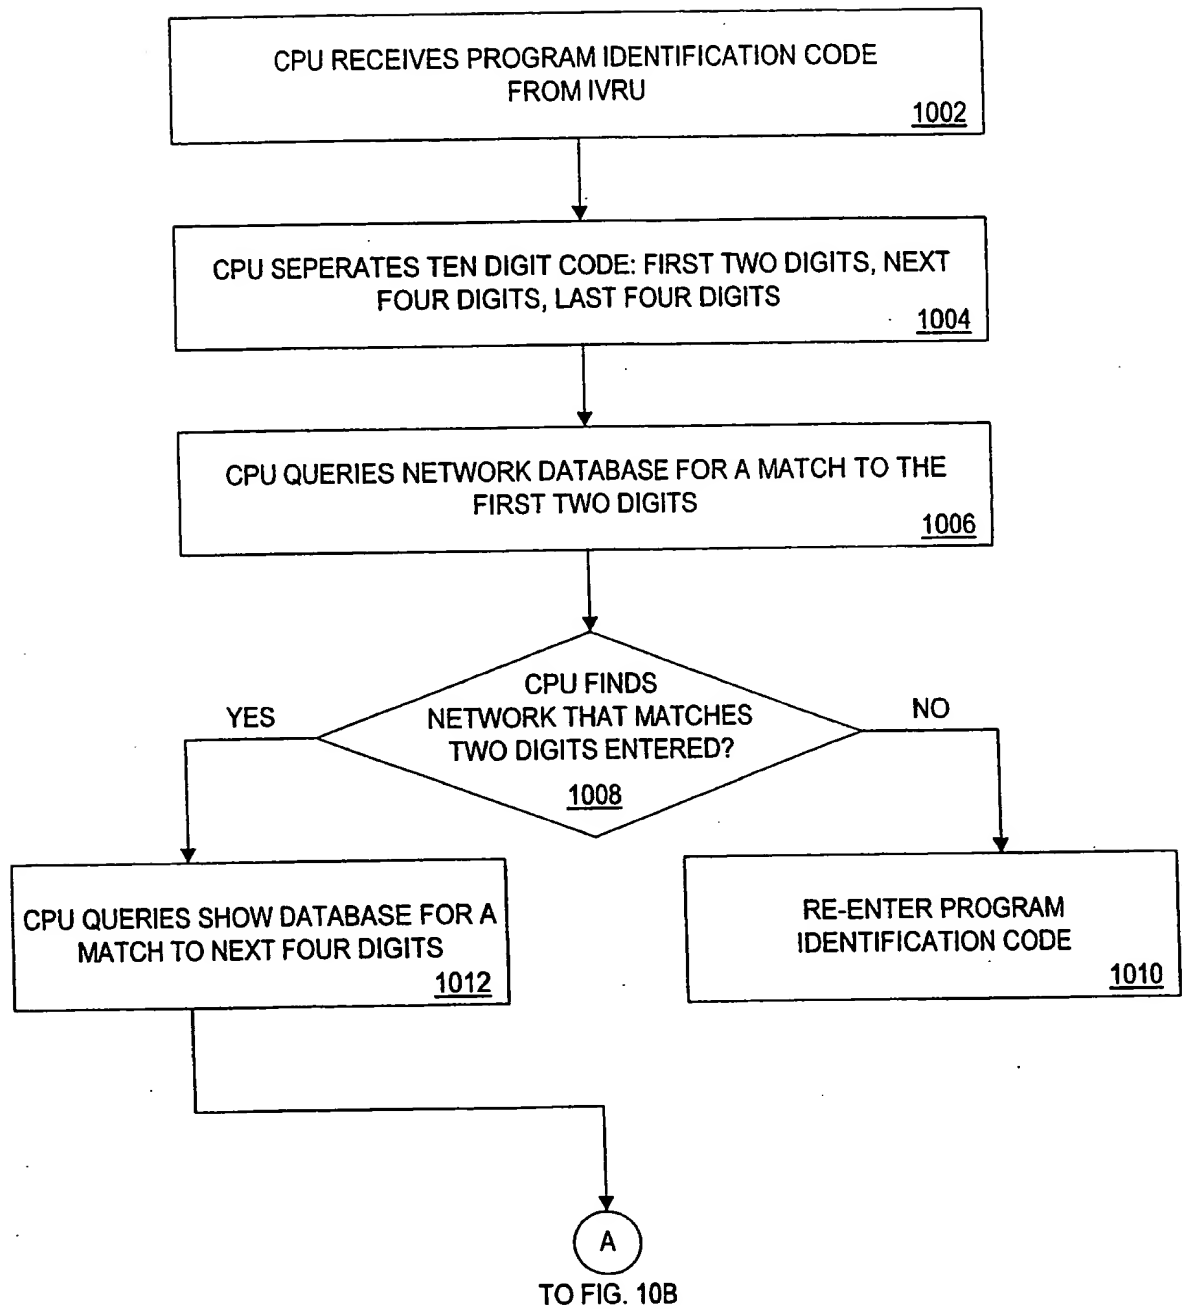 CPU RECEIVES PROGRAM IDENTIFICATION CODE
FROM IVRU
1002
CPU SEPERATES TEN DIGIT CODE: FIRST TWO DIGITS, NEXT
FOUR DIGITS, LAST FOUR DIGITS
1004
CPU QUERIES NETWORK DATABASE FOR A MATCH TO THE
FIRST TWO DIGITS
1006
CPU FINDS
NETWORK THAT MATCHES
TWO DIGITS ENTERED?
1008
YES
NO
CPU QUERIES SHOW DATABASE FOR A
MATCH TO NEXT FOUR DIGITS
1012
RE-ENTER PROGRAM
IDENTIFICATION CODE
1010
A
TO FIG. 10B